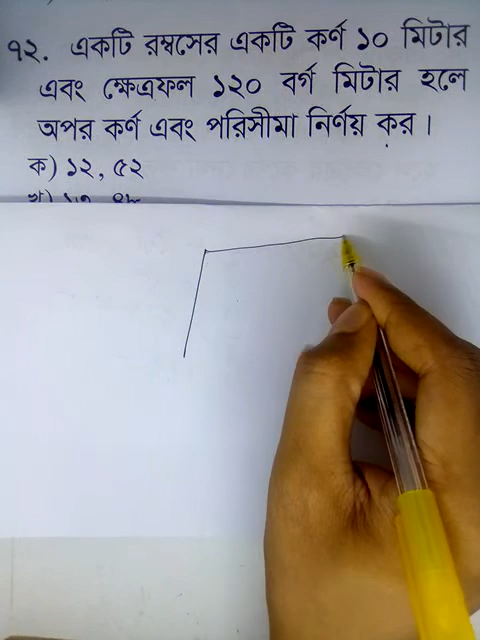 ৭২. একটি রম্বসের একটি কর্ণ ১০ মিটার
এবং ক্ষেত্রফল ১২০ বর্গ মিটার হলে
অপর কর্ণ এবং পরিসীমা নির্ণয় কর।
ক) ১২, ৫২
খ)